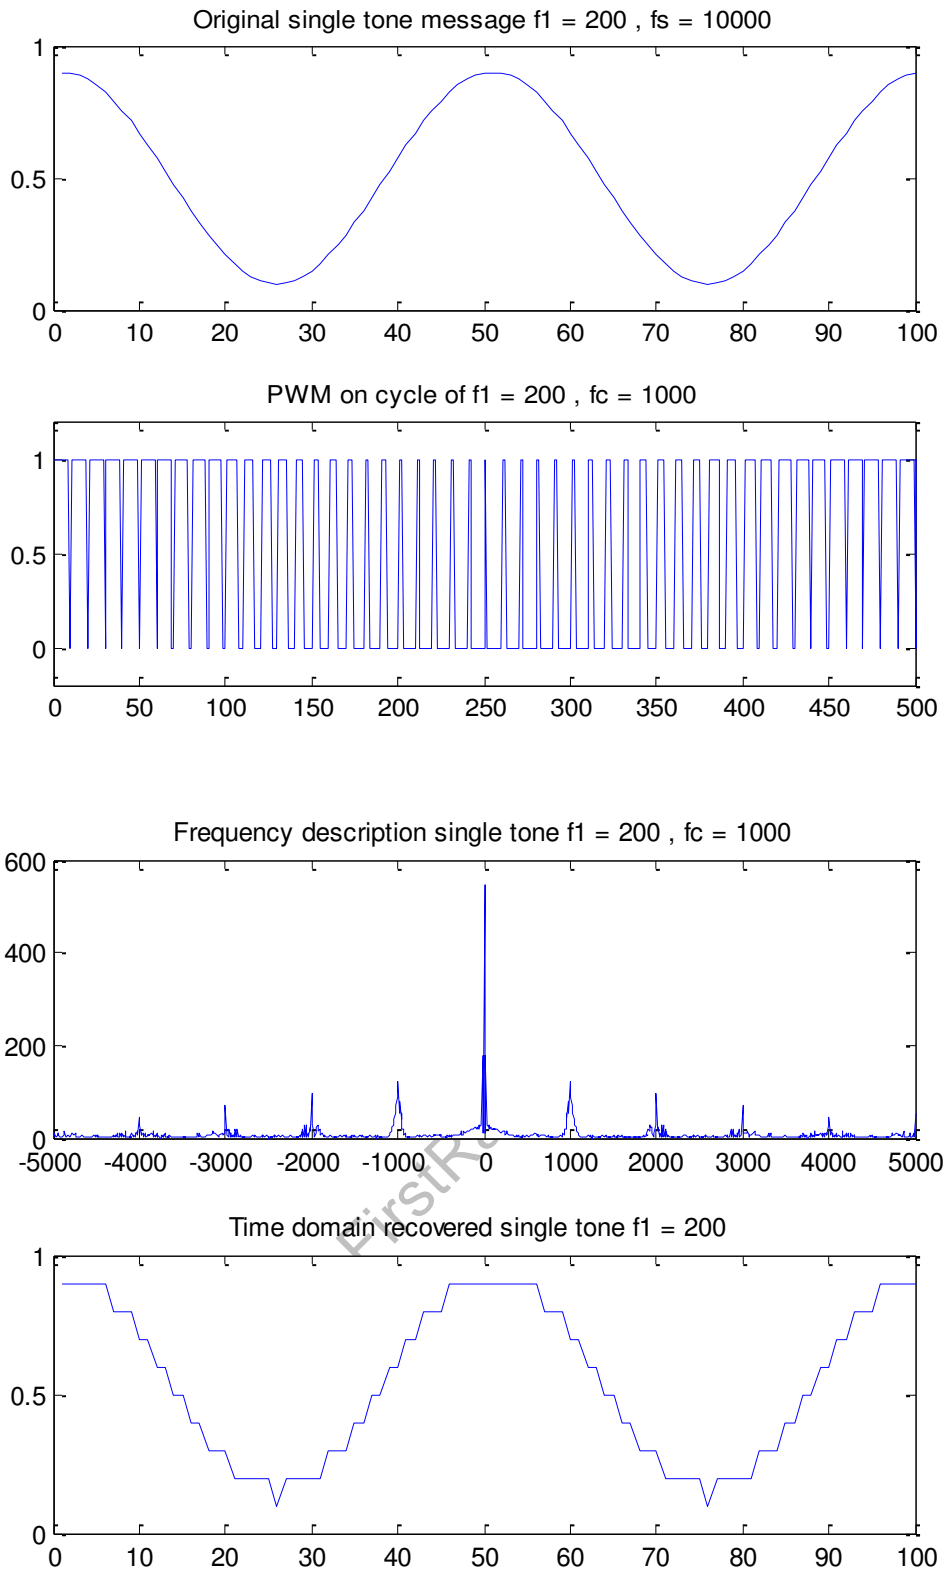 Original single tone message f1 = 200 , fs = 10000
1
0.5
0
0 10 20 30 40 50 60 70 80 90 100
PWM on cycle of f1 = 200 , fc = 1000
1
0.5
0
0 50 100 150 200 250 300 350 400 450 500
Frequency description single tone f1 = 200 , fc = 1000
600
400
200
0
-5000 -4000 -3000 -2000 -1000 0 1000 2000 3000 4000 5000
Time domain recovered single tone f1 = 200
1
0.5
0
0 10 20 30 40 50 60 70 80 90 100